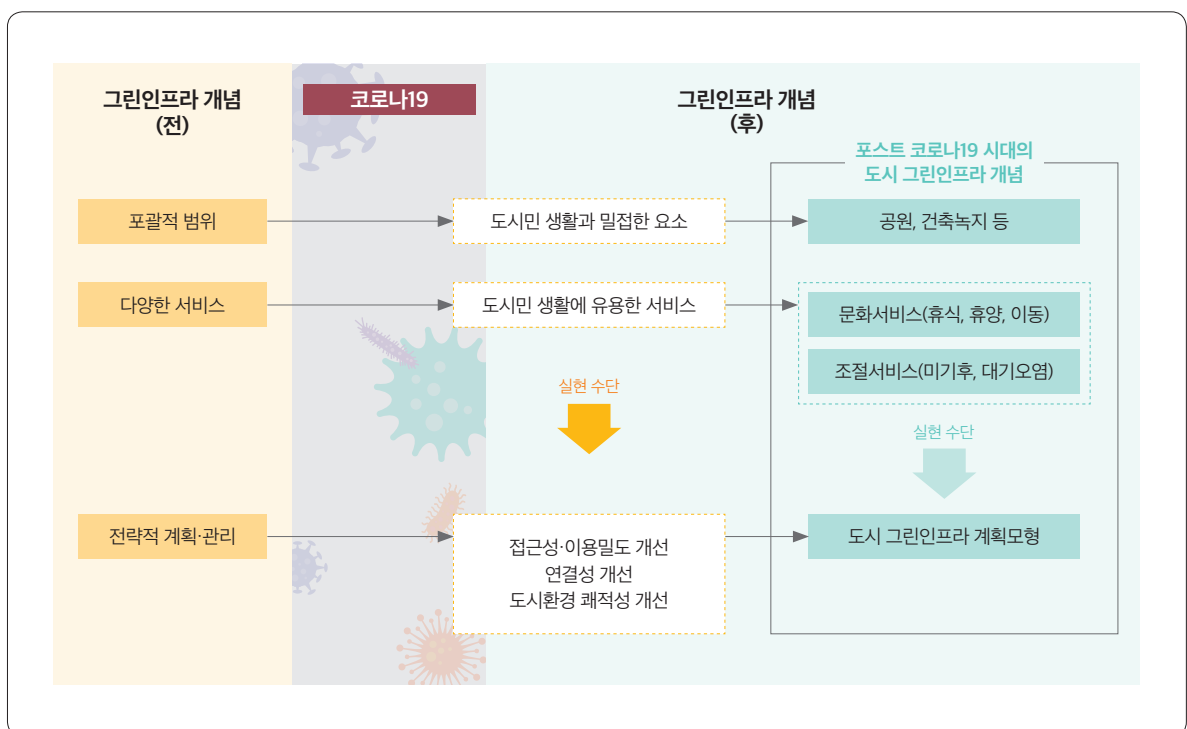 그린인프라 개념
(전)
코로나19
그린인프라 개념
(후)
포스트 코로나19 시대의
도시 그린인프라 개념
포괄적 범위
도시민 생활과 밀접한 요소
공원, 건축녹지 등
다양한 서비스
도시민 생활에 유용한 서비스
문화서비스(휴식, 휴양, 이동)
조절서비스(미기후, 대기오염)
실현 수단
실현 수단
전략적 계획·관리
접근성·이용밀도 개선
연결성 개선
도시환경 쾌적성 개선
도시 그린인프라 계획모형